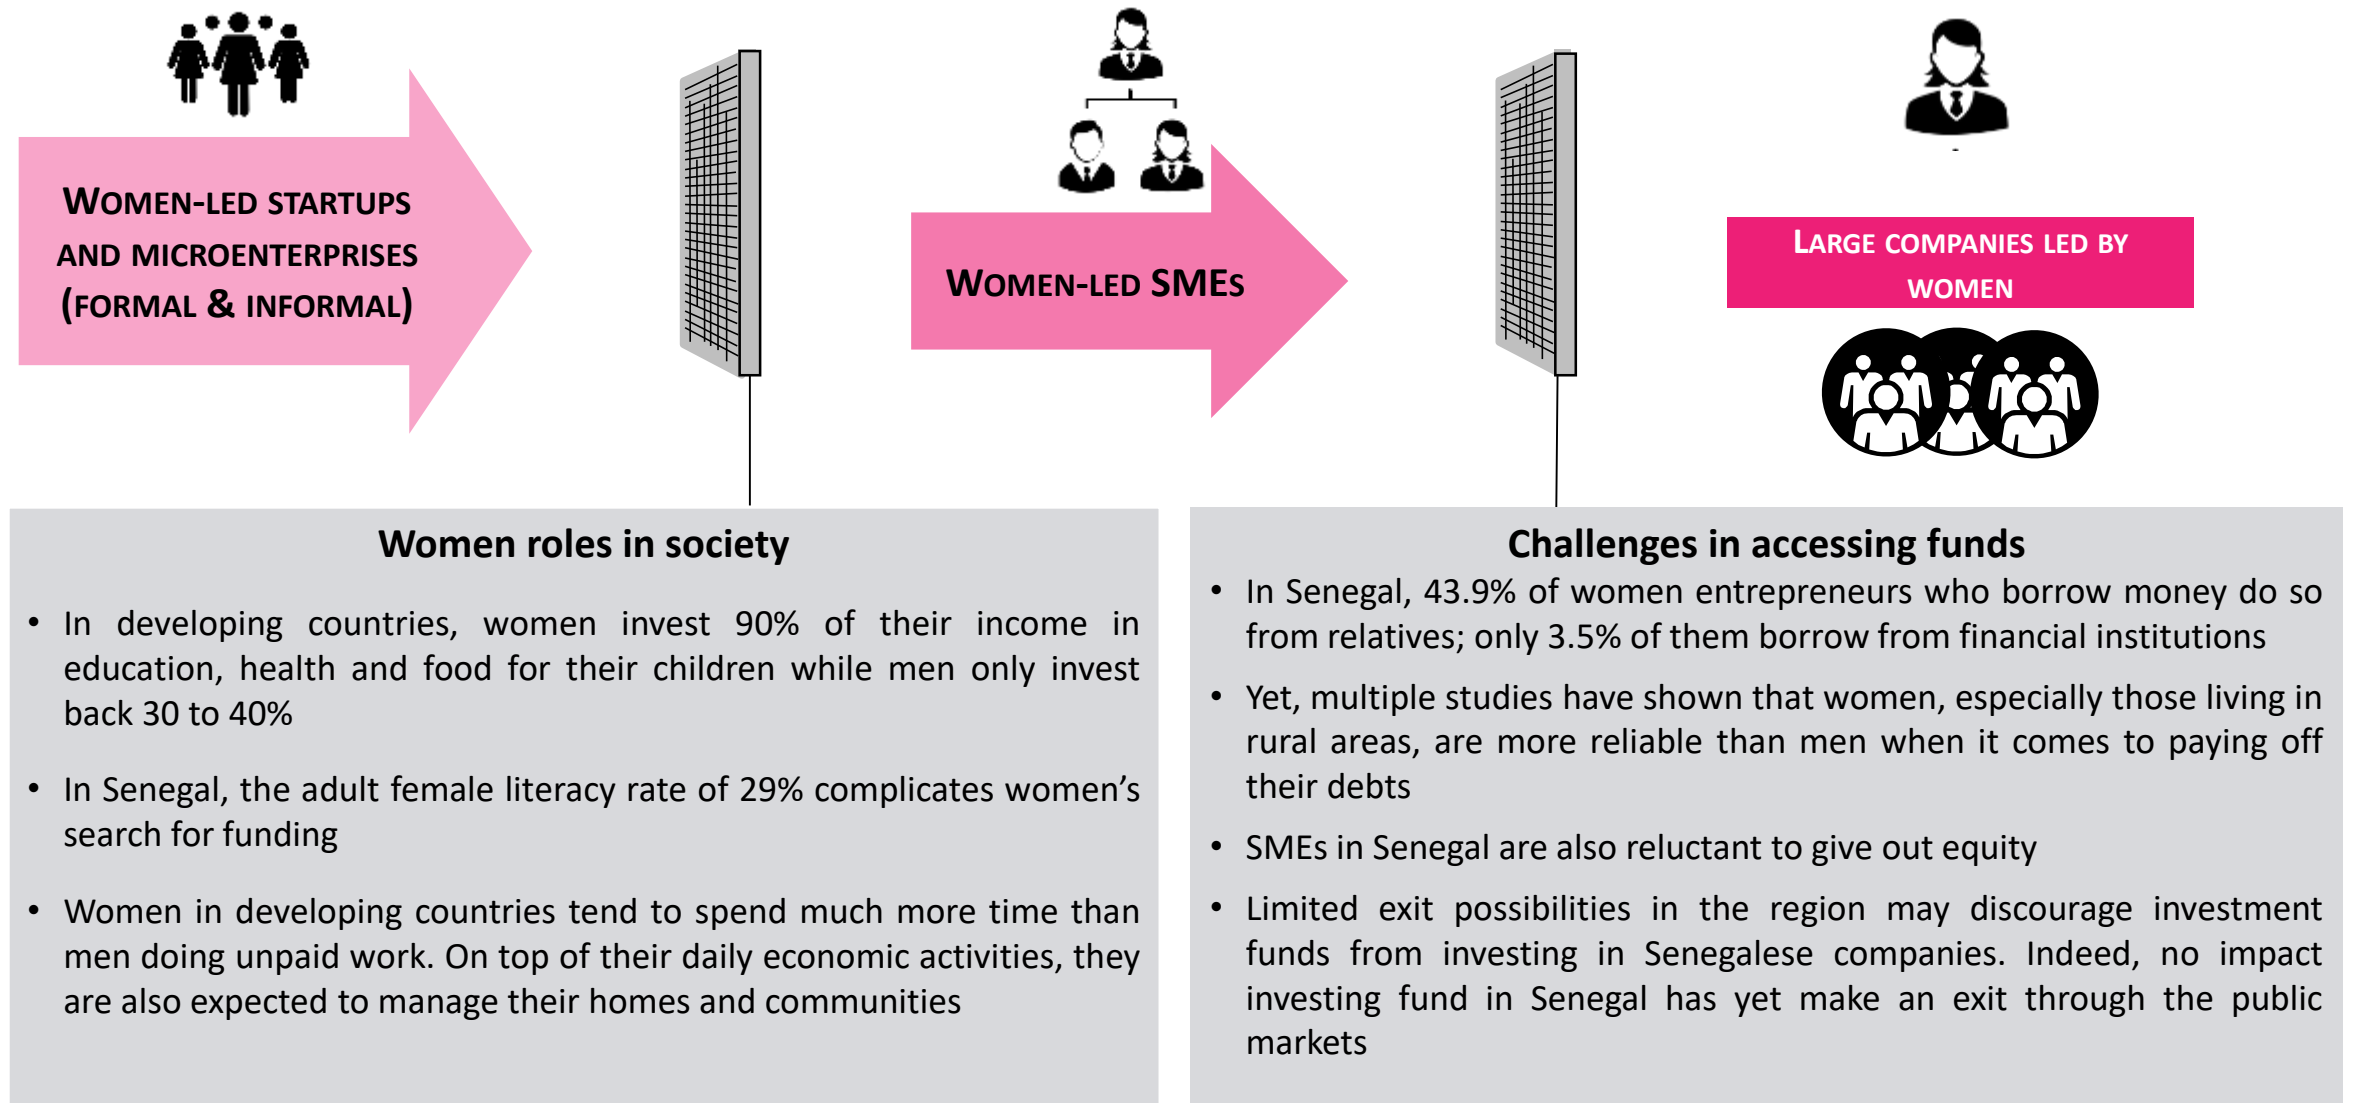 WOMEN-LED STARTUPS
AND MICROENTERPRISES
(FORMAL & INFORMAL)
WOMEN-LED SMES
LARGE COMPANIES LED BY
WOMEN
Women roles in society
• In developing countries, women invest 90% of their income in
education, health and food for their children while men only invest
back 30 to 40%
• In Senegal, the adult female literacy rate of 29% complicates women’s
search for funding
• Women in developing countries tend to spend much more time than
men doing unpaid work. On top of their daily economic activities, they
are also expected to manage their homes and communities
Challenges in accessing funds
• In Senegal, 43.9% of women entrepreneurs who borrow money do so
from relatives; only 3.5% of them borrow from financial institutions
• Yet, multiple studies have shown that women, especially those living in
rural areas, are more reliable than men when it comes to paying off
their debts
• SMEs in Senegal are also reluctant to give out equity
• Limited exit possibilities in the region may discourage investment
funds from investing in Senegalese companies. Indeed, no impact
investing fund in Senegal has yet make an exit through the public
markets